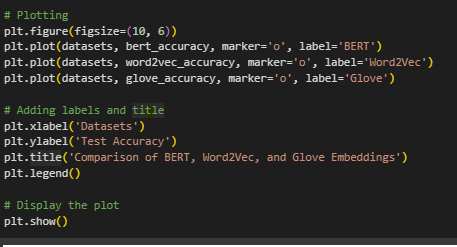 # Plotting
plt.figure(figsize=(10, 6))
plt.plot(datasets, bert_accuracy, marker='o', label='BERT')
plt.plot(datasets, word2vec_accuracy, marker='o', label='Word2Vec')
plt.plot(datasets, glove_accuracy, marker='o', label='Glove')
# Adding labels and title
plt.xlabel('Datasets')
plt.ylabel('Test Accuracy')
plt.title('Comparison of BERT, Word2Vec, and Glove Embeddings')
plt.legend()
# Display the plot
plt.show()